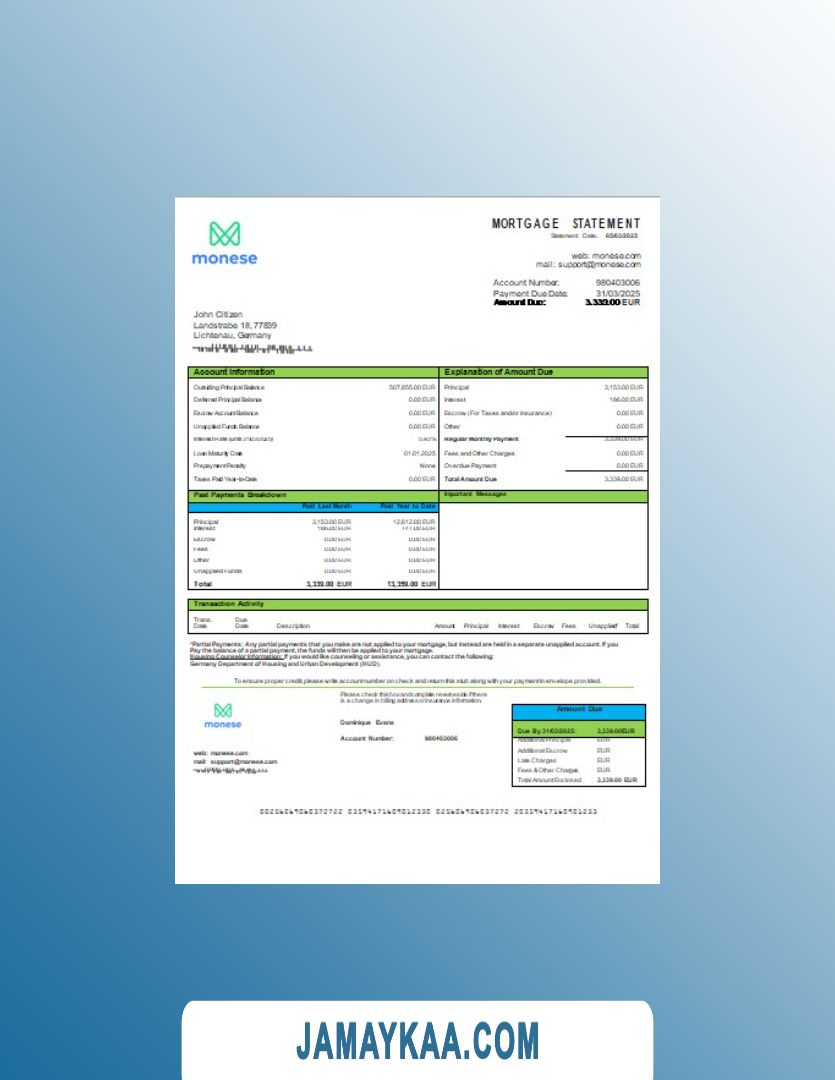 MORTGAGE STATEMENT
Statement Date. 05/03/2025
monese
web: monese.com
mail: support@monese.com
Account Number: 980403006
Payment Due Date: 31/03/2025
Amount Due: 3,339.00 EUR
John Citizen
Landstrabe 18, 77839
Lichtenau, Germany
Account Information Explanation of Amount Due
Outstding Principal Balance 507,855.00 EUR Principal 3,153.00 EUR
Deferred Principal Balance 0.00 EUR Interest 186.00 EUR
Escrow Account Balance 0.00 EUR Escrow (For Taxes and/or insurance) 0.00 EUR
Unapplied Funds Balance 0.00 EUR Other 0.00 EUR
Regular Monthly Payment 3,339.00 EUR
Loan Maturity Date 01.01.2025 Fees and Other Charges 0.00 EUR
Prepayment Penalty None Overdue Payment 0.00 EUR
Taxes Paid Year-to-Date 0.00 EUR Total Amount Due 3,339.00 EUR
Past Payments Breakdown Important Messages
Paid Last Month Paid Year to Date
Principal 3,153.00 EUR 12,612.00 EUR
Interest 186.00 EUR 747.00 EUR
Escrow 0.00 EUR 0.00 EUR
Fees 0.00 EUR 0.00 EUR
Other 0.00 EUR 0.00 EUR
Unapplied Funds 0.00 EUR 0.00 EUR
Total 3,339.00 EUR 13,359.00 EUR
Transaction Activity
Trans. Due
Date Date Description Amount Principal Interest Escrow Fees Unapplied Total
*Partial Payments: Any partial payments that you make are not applied to your mortgage, but instead are held in a separate unapplied account. If you
Pay the balance of a partial payment, the funds will then be applied to your mortgage.
Housing Counselor Information: If you would like counseling or assistance, you can contact the following:
Germany Department of Housing and Urban Development (HUD).
To ensure proper credit, please write account number on check and return this stub along with your payment in envelope provided.
Please check this box and complete reverse side if there
is a change in billing address or insurance information.
monese
Amount Due
Dominique Evans
Due By 31/03/2025: 3,339.00EUR
Account Number: 980403006
Additional Principal EUR
web: monese.com
Additional Escrow EUR
mail: support@monese.com
Late Charges EUR
Fees & Other Charges EUR
Total Amount Enclosed 3,339.00 EUR
JAMAYKAA.COM